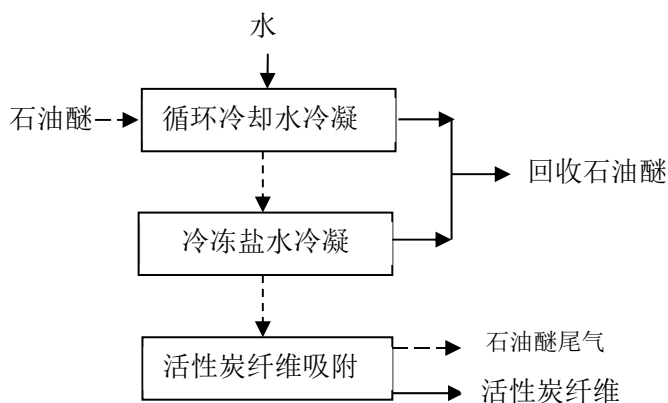 水
石油醚
循环冷却水冷凝
回收石油醚
冷冻盐水冷凝
石油醚尾气
活性炭纤维吸附
活性炭纤维